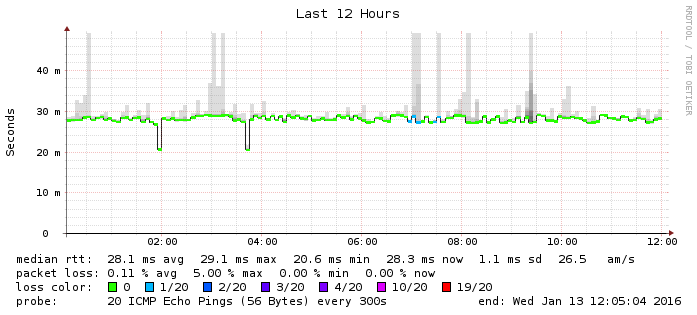 Last 12 Hours
RRDTOOL / TOBI OETIKER
Seconds
40 m
30 m
20 m
10 m
0
02:00 04:00 06:00 08:00 10:00 12:00
median rtt: 28.1 ms avg 29.1 ms max 20.6 ms min 28.3 ms now 1.1 ms sd 26.5 am/s
packet loss: 0.11 % avg 5.00 % max 0.00 % min 0.00 % now
loss color: 0 1/20 2/20 3/20 4/20 10/20 19/20
probe: 20 ICMP Echo Pings (56 Bytes) every 300s end: Wed Jan 13 12:05:04 2016